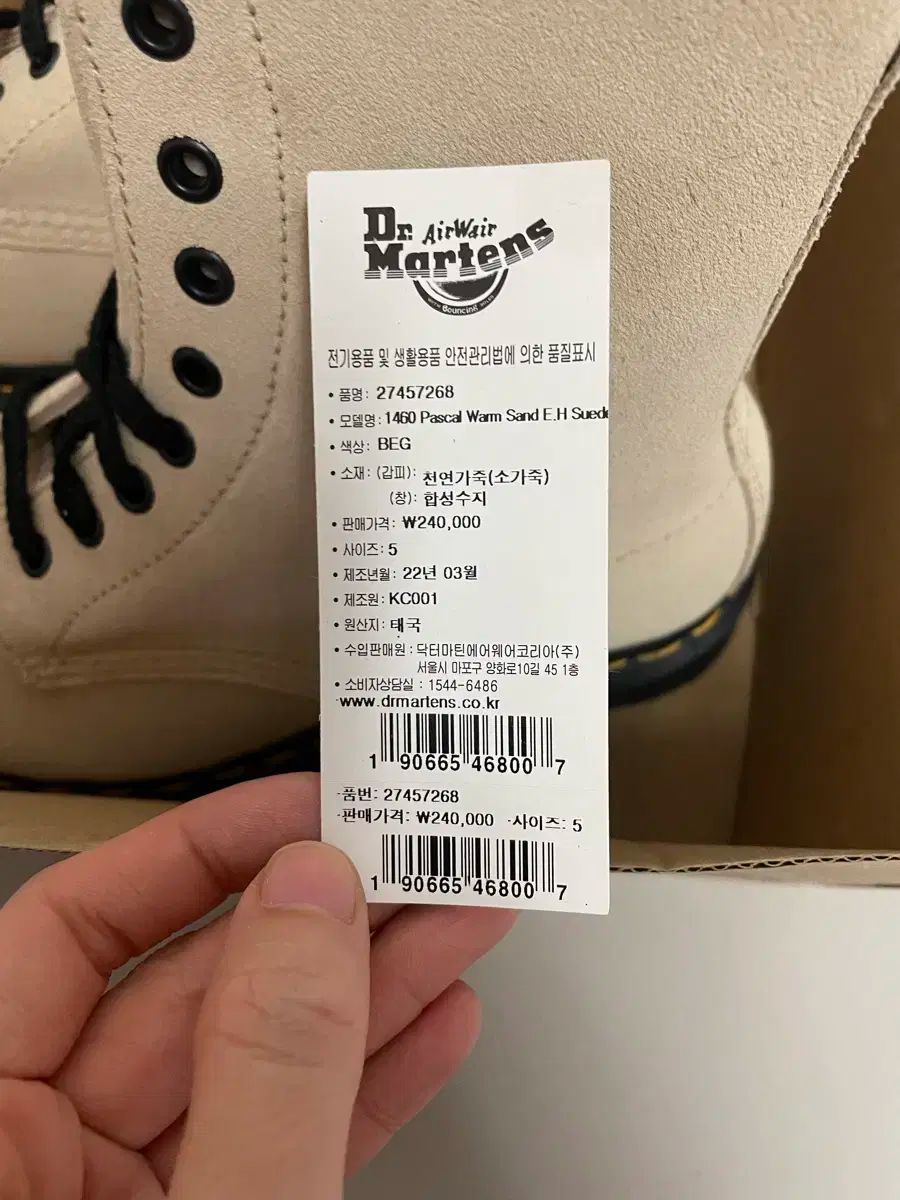 Dr. AirWair
Martens
WITH Bouncing SOLES
전기용품 및 생활용품 안전관리법에 의한 품질표시
• 품명: 27457268
• 모델명: 1460 Pascal Warm Sand E.H Suede
• 색상: BEG
• 소재: (갑피): 천연가죽(소가죽)
(창): 합성수지
• 판매가격: ₩240,000
• 사이즈: 5
• 제조년월: 22년 03월
• 제조원: KC001
• 원산지: 태국
• 수입판매원 : 닥터마틴에어웨어코리아(주)
서울시 마포구 양화로10길 45 1층
• 소비자상담실 : 1544-6486
www.drmartens.co.kr
1 90665 46800 7
·품번: 27457268
·판매가격: ₩240,000 ·사이즈: 5
1 90665 46800 7